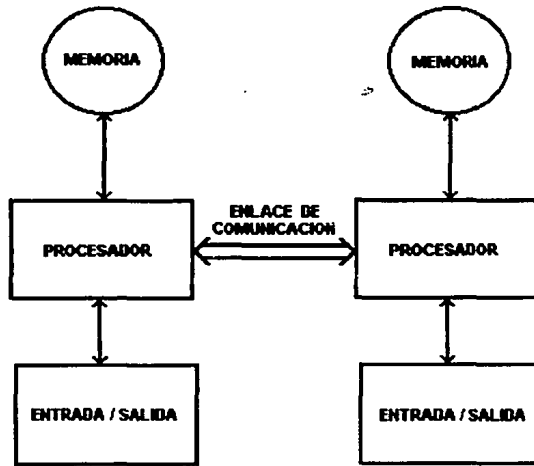 MEMORIA
MEMORIA
ENLACE DE
COMUNICACION
PROCESADOR
PROCESADOR
ENTRADA / SALIDA
ENTRADA / SALIDA